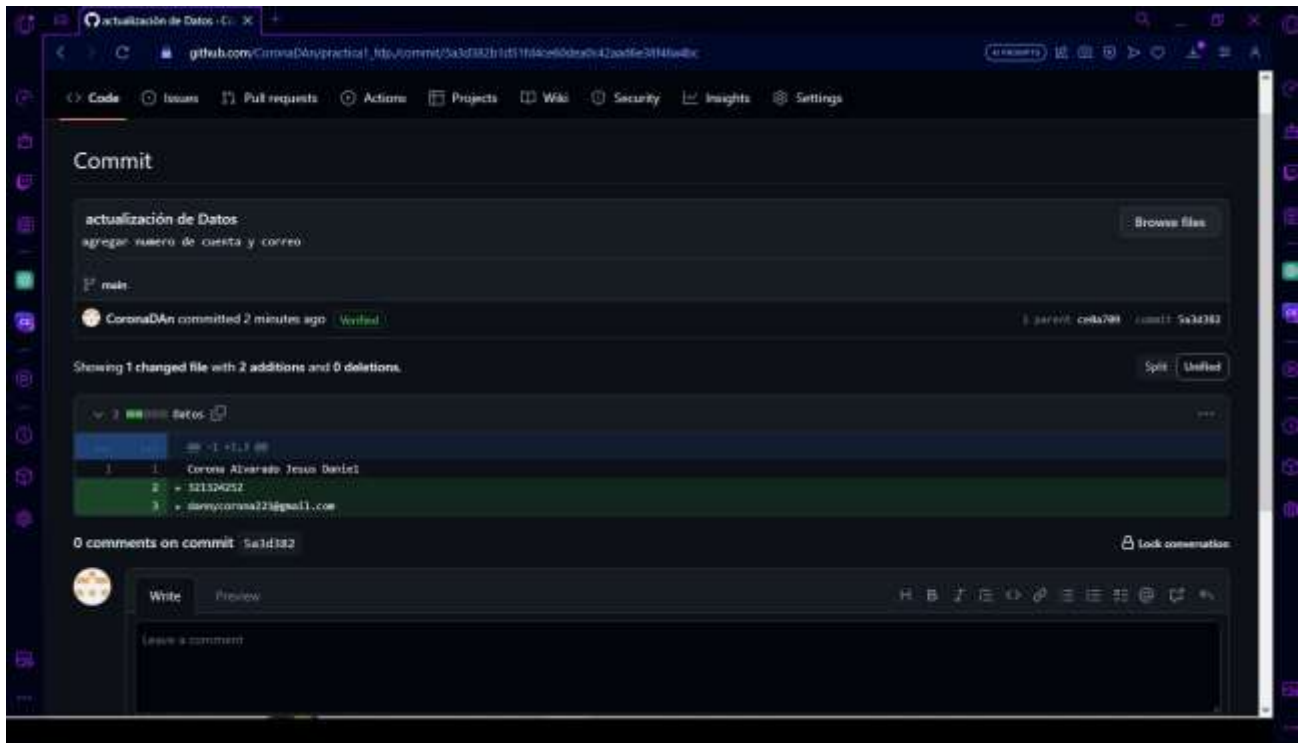 actualización de Datos · C
github.com/CoronaDAn/practica1_fdp/commit/
Code Issues Pull requests Actions Projects Wiki Security Insights Settings
Commit
actualización de Datos
Browse files
agregar numero de cuenta y correo
main
CoronaDAn committed 2 minutes ago Verified
1 parent ce8a709 commit 5a3d382
Showing 1 changed file with 2 additions and 0 deletions.
Split Unified
2 Datos
@@ -1 +1,3 @@
1 1 Corona Alvarado Jesus Daniel
2 + 321324252
3 + dannycorona221@gmail.com
0 comments on commit 5a3d382
Lock conversation
Write Preview
Leave a comment